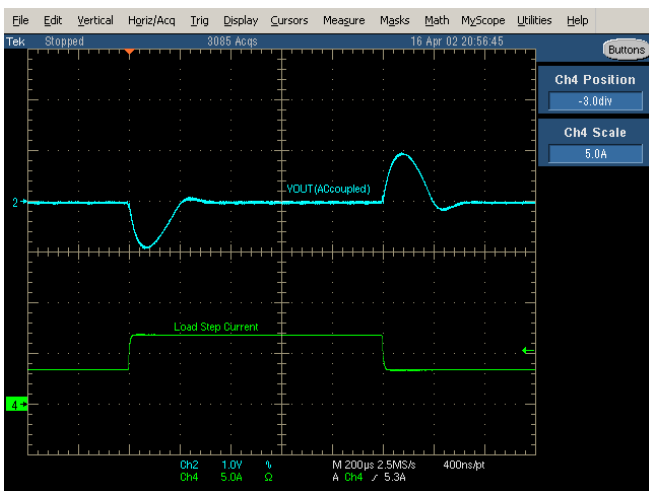 File Edit Vertical Horiz/Acq Trig Display Cursors Measure Masks Math MyScope Utilities Help
Tek Stopped 3085 Acqs 16 Apr 02 20:56:45
Buttons
Ch4 Position
-3.0div
Ch4 Scale
5.0A
VOUT(ACcoupled)
2
Load Step Current
4
Ch2 1.0V M 200µs 2.5MS/s 400ns/pt
Ch4 5.0A Ω A Ch4 5.3A